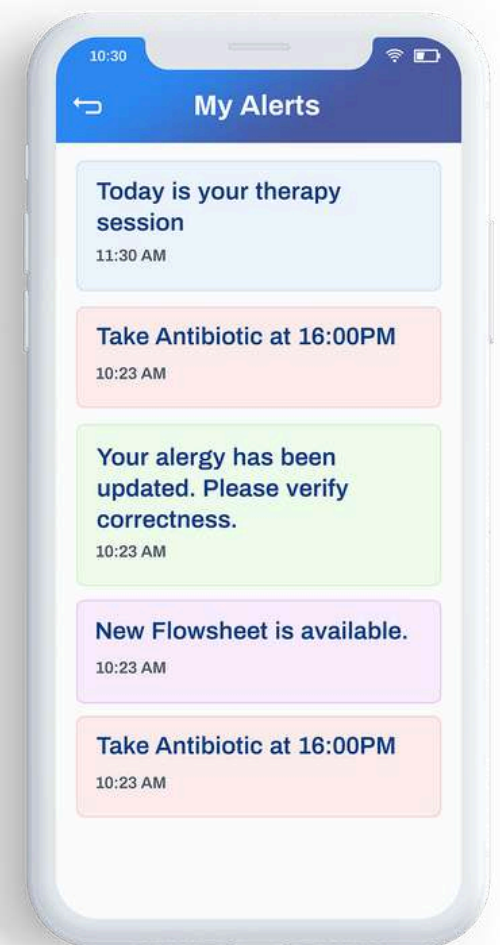 10:30
My Alerts
Today is your therapy
session
11:30 AM
Take Antibiotic at 16:00PM
10:23 AM
Your alergy has been
updated. Please verify
correctness.
10:23 AM
New Flowsheet is available.
10:23 AM
Take Antibiotic at 16:00PM
10:23 AM